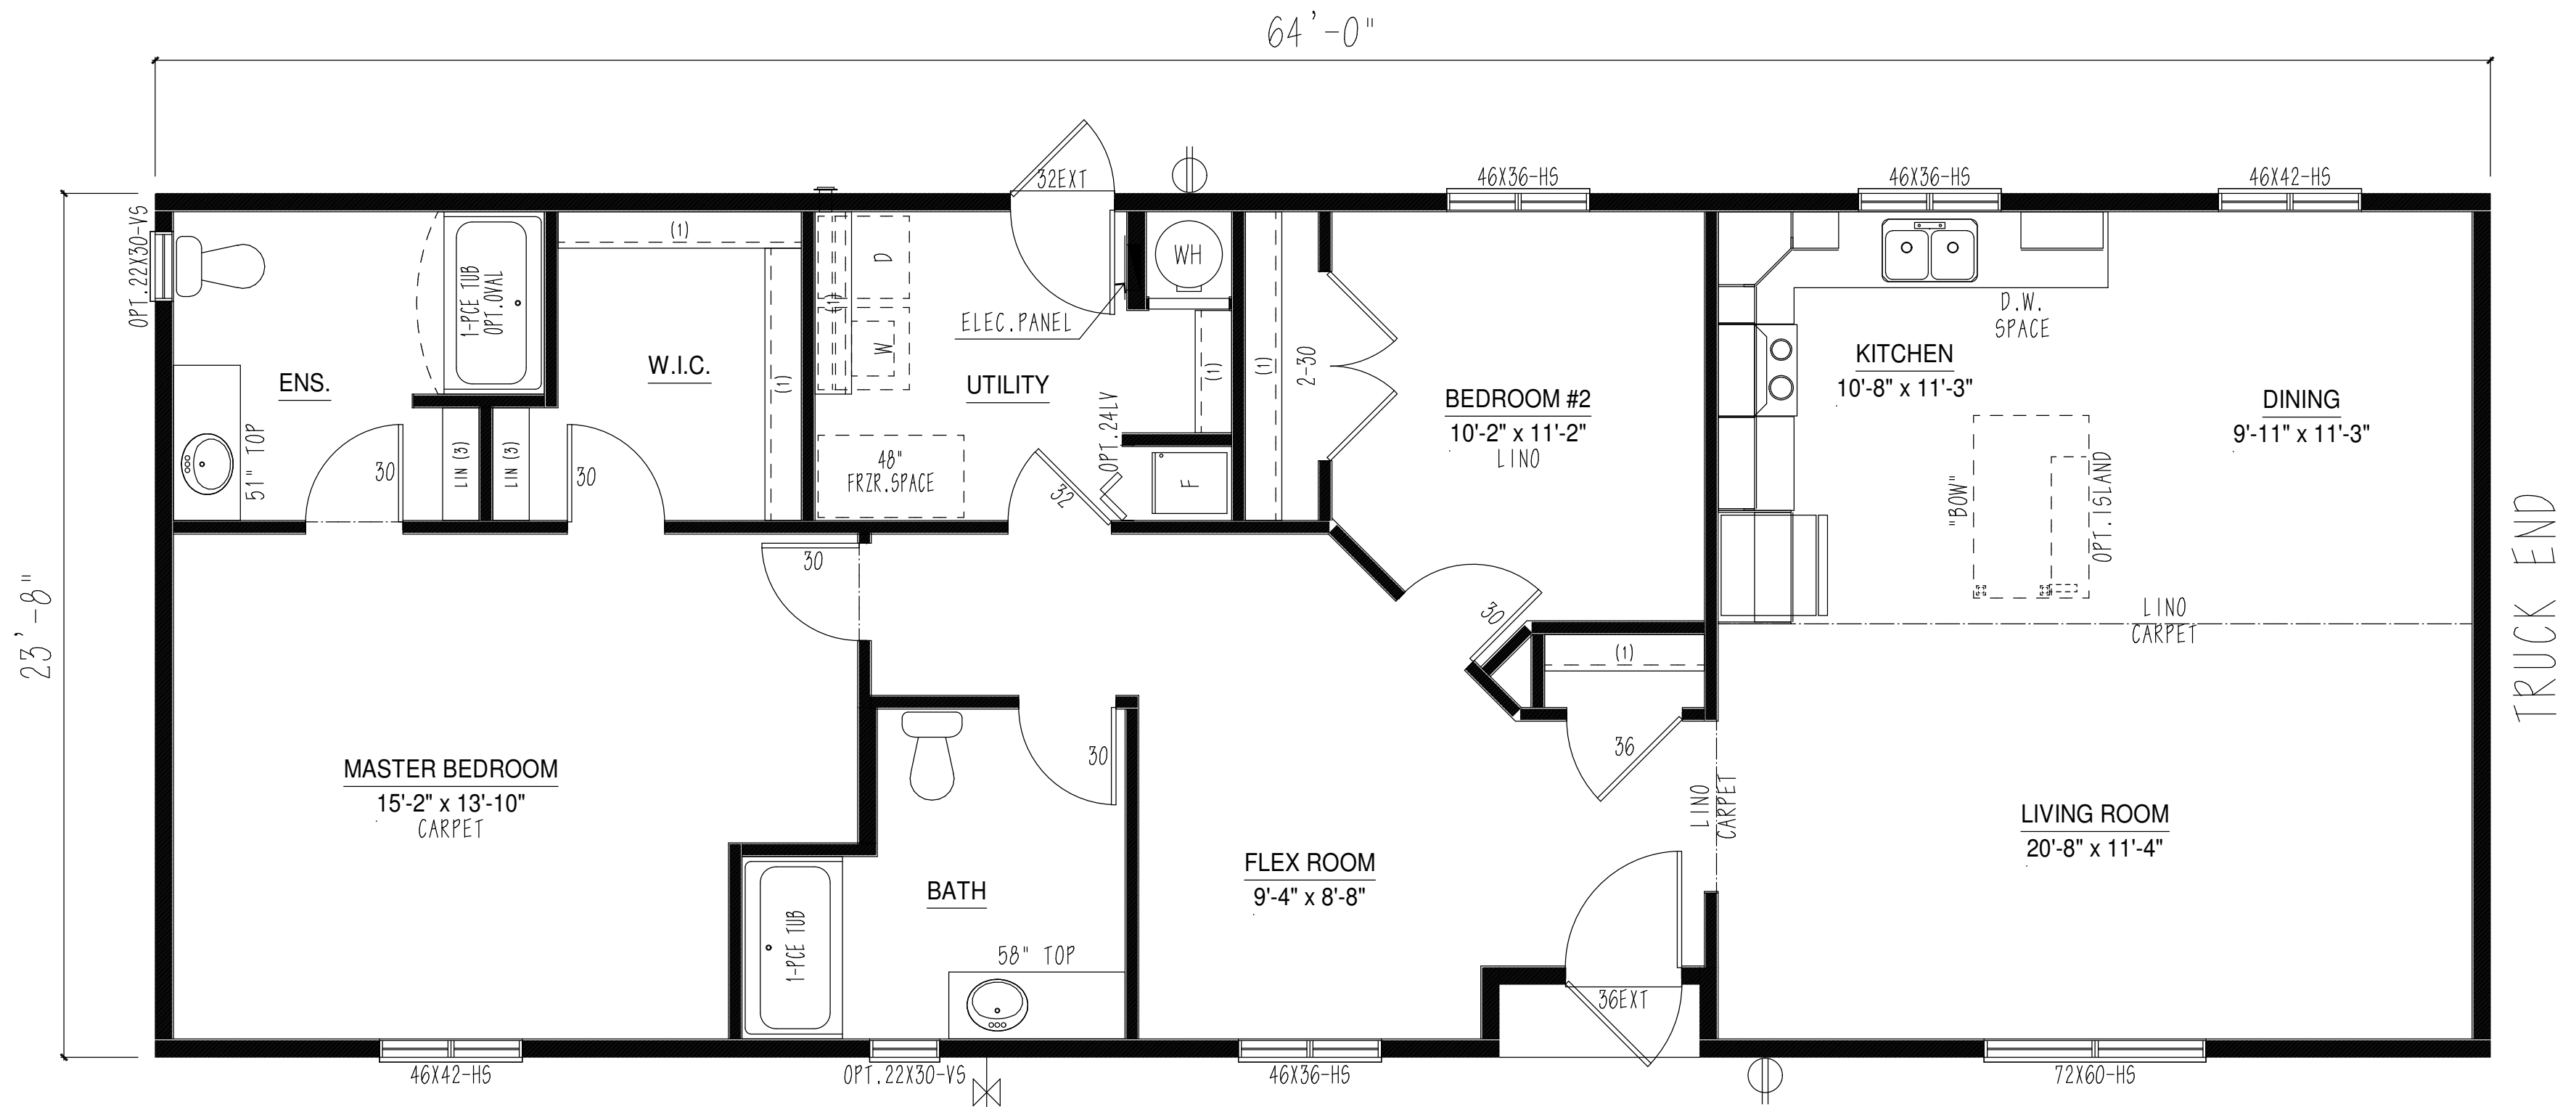 64'-0"
32EXT
46X36-HS
46X36-HS
46X42-HS
OPT.22X30-VS
23'-8"
TRUCK END
1-PCE TUB
OPT.OVAL
ENS.
51" TOP
30
LIN (3)
LIN (3)
30
(1)
W.I.C.
(1)
(1)
D
W
ELEC.PANEL
UTILITY
48"
FRZR.SPACE
32
OPT.24LV
WH
(1)
F
(1)
2-30
BEDROOM #2
10'-2" x 11'-2"
LINO
30
D.W.
SPACE
KITCHEN
10'-8" x 11'-3"
"BOW"
OPT.ISLAND
DINING
9'-11" x 11'-3"
LINO
CARPET
30
MASTER BEDROOM
15'-2" x 13'-10"
CARPET
30
BATH
1-PCE TUB
58" TOP
FLEX ROOM
9'-4" x 8'-8"
(1)
36
LINO
CARPET
36EXT
LIVING ROOM
20'-8" x 11'-4"
46X42-HS
OPT.22X30-VS
46X36-HS
72X60-HS